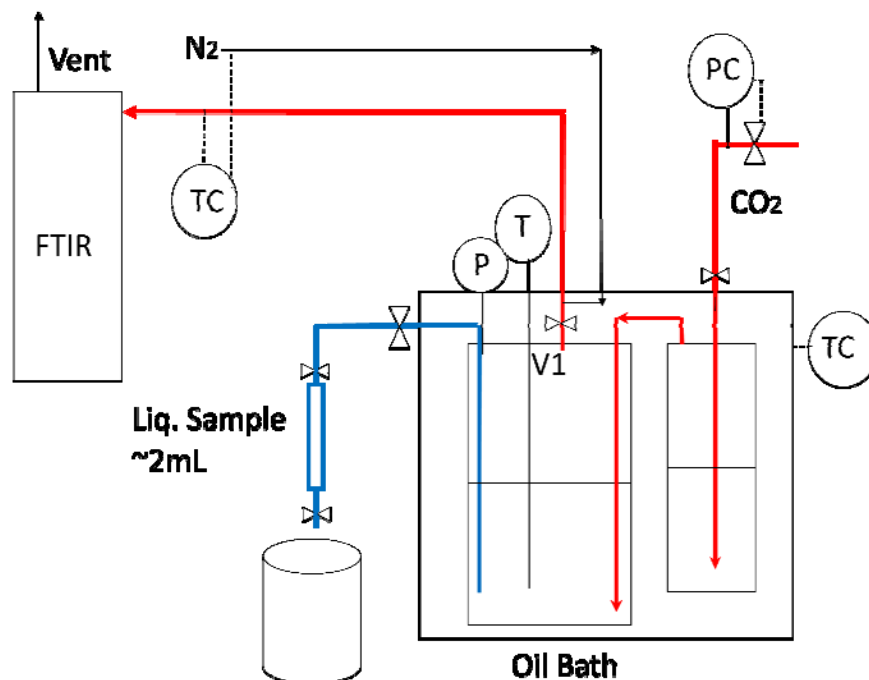 Vent
N2
PC
TC
CO2
FTIR
T
P
TC
V1
Liq. Sample
~2mL
Oil Bath